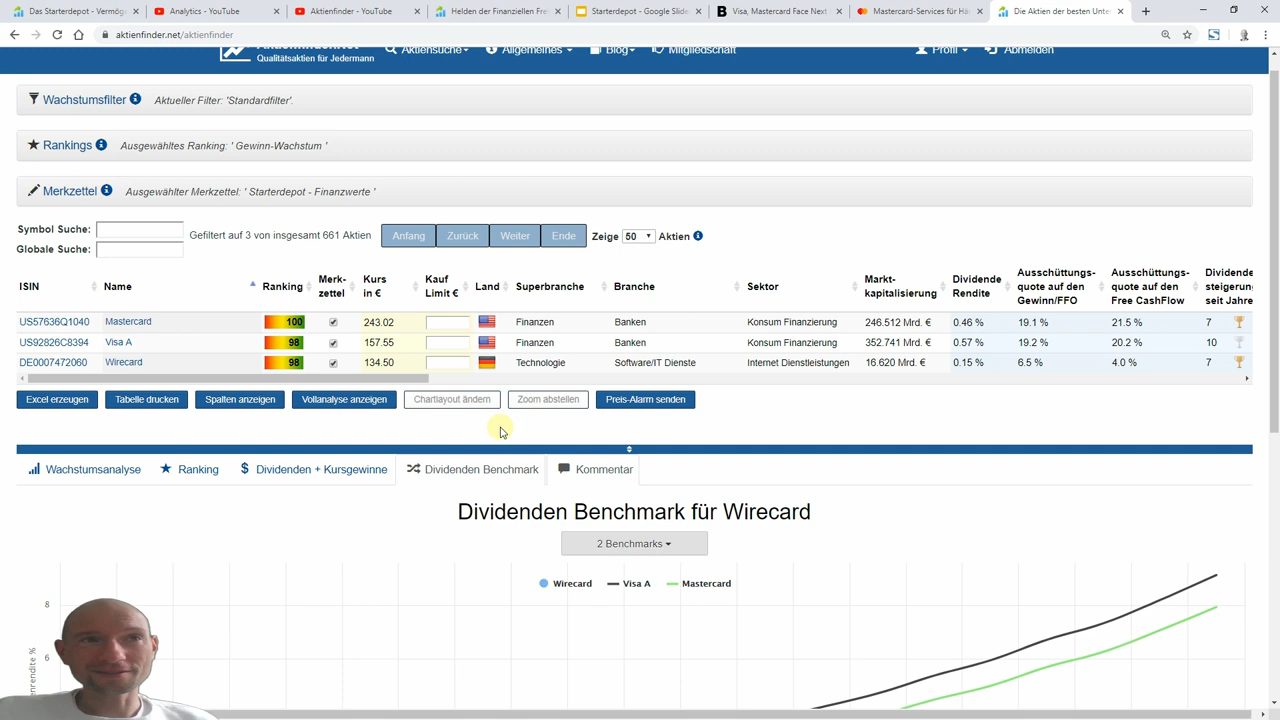 Das Starterdepot - Vermög
Analytics - YouTube
Aktienfinder - YouTube
Helden der Finanziellen Frei
Starterdepot - Google Slide
Visa, Mastercard Face Next
Mastercard-Services für Hä
Die Aktien der besten Unter
aktienfinder.net/aktienfinder
Aktienfinder.Net
Qualitätsaktien für Jedermann
Aktiensuche
Allgemeines
Blog
Mitgliedschaft
Profil
Abmelden
Wachstumsfilter Aktueller Filter: 'Standardfilter'.
Rankings Ausgewähltes Ranking: ' Gewinn-Wachstum '
Merkzettel Ausgewählter Merkzettel: ' Starterdepot - Finanzwerte '
Symbol Suche:
Globale Suche:
Gefiltert auf 3 von insgesamt 661 Aktien
Anfang Zurück Weiter Ende Zeige 50 Aktien
ISIN Name Ranking Merk-zettel Kurs in € Kauf Limit € Land Superbranche Branche Sektor Markt-kapitalisierung Dividende Rendite Ausschüttungs-quote auf den Gewinn/FFO Ausschüttungs-quote auf den Free CashFlow Dividende steigerun seit Jahre
US57636Q1040 Mastercard 100 243.02 Finanzen Banken Konsum Finanzierung 246.512 Mrd. € 0.46 % 19.1 % 21.5 % 7
US92826C8394 Visa A 98 157.55 Finanzen Banken Konsum Finanzierung 352.741 Mrd. € 0.57 % 19.2 % 20.2 % 10
DE0007472060 Wirecard 98 134.50 Technologie Software/IT Dienste Internet Dienstleistungen 16.620 Mrd. € 0.15 % 6.5 % 4.0 % 7
Excel erzeugen Tabelle drucken Spalten anzeigen Vollanalyse anzeigen Chartlayout ändern Zoom abstellen Preis-Alarm senden
Wachstumsanalyse Ranking Dividenden + Kursgewinne Dividenden Benchmark Kommentar
Dividenden Benchmark für Wirecard
2 Benchmarks
Wirecard Visa A Mastercard
8
6
nrendite %